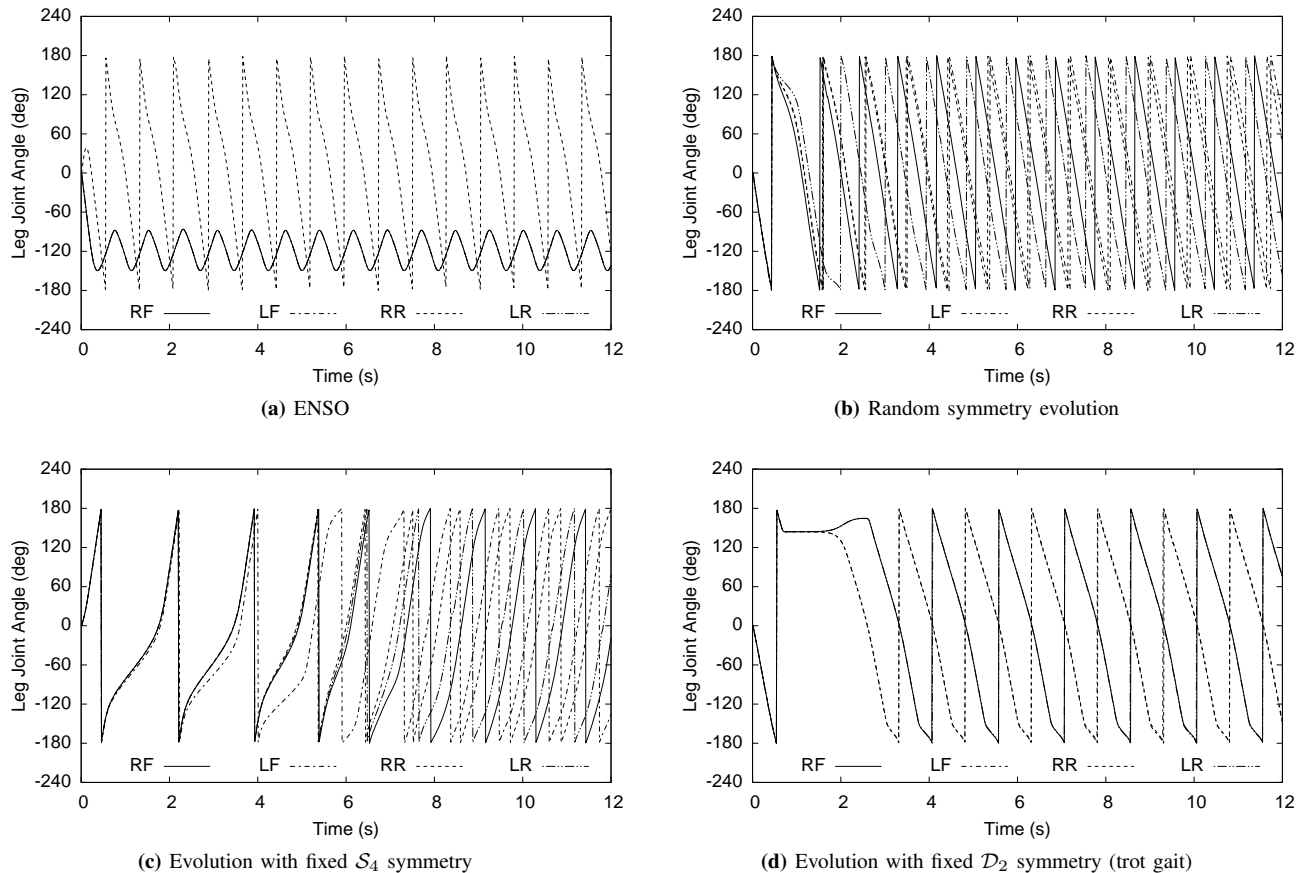 240
180
120
60
0
-60
-120
-180
-240
Leg Joint Angle (deg)
RF LF RR LR
0 2 4 6 8 10 12
Time (s)
(a) ENSO
240
180
120
60
0
-60
-120
-180
-240
Leg Joint Angle (deg)
RF LF RR LR
0 2 4 6 8 10 12
Time (s)
(b) Random symmetry evolution
240
180
120
60
0
-60
-120
-180
-240
Leg Joint Angle (deg)
RF LF RR LR
0 2 4 6 8 10 12
Time (s)
(c) Evolution with fixed S₄ symmetry
240
180
120
60
0
-60
-120
-180
-240
Leg Joint Angle (deg)
RF LF RR LR
0 2 4 6 8 10 12
Time (s)
(d) Evolution with fixed D₂ symmetry (trot gait)